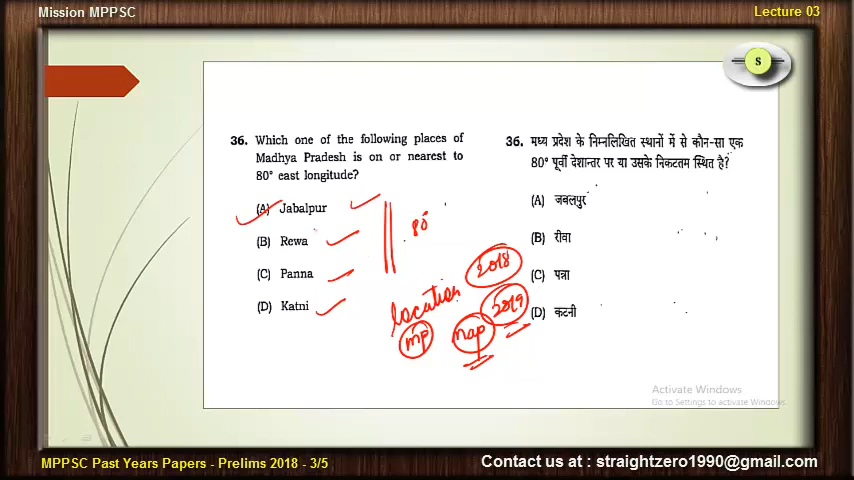 Mission MPPSC
Lecture 03
S
36. Which one of the following places of
Madhya Pradesh is on or nearest to
80° east longitude?
(A) Jabalpur
(B) Rewa
(C) Panna
(D) Katni
80°
2018
location
2019
mp
map
36. मध्य प्रदेश के निम्नलिखित स्थानों में से कौन-सा एक
80° पूर्वी देशान्तर पर या उसके निकटतम स्थित है?
(A) जबलपुर
(B) रीवा
(C) पन्ना
(D) कटनी
Activate Windows
Go to Settings to activate Windows.
MPPSC Past Years Papers - Prelims 2018 - 3/5
Contact us at : straightzero1990@gmail.com